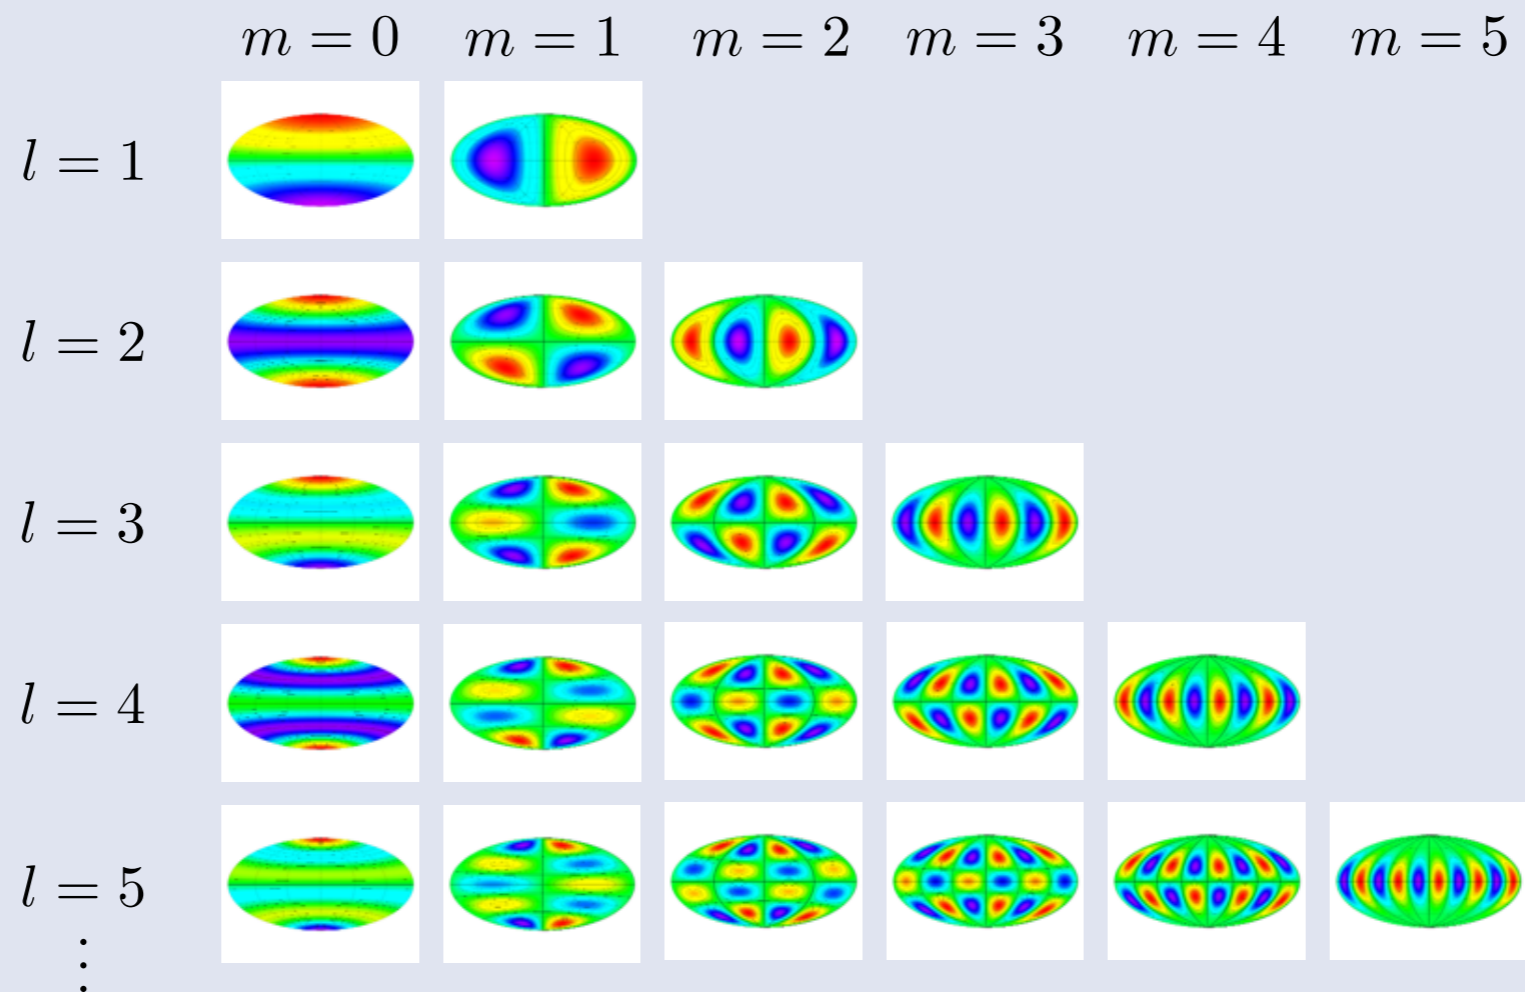 m = 0 m = 1 m = 2 m = 3 m = 4 m = 5
l = 1
l = 2
l = 3
l = 4
l = 5
⋮